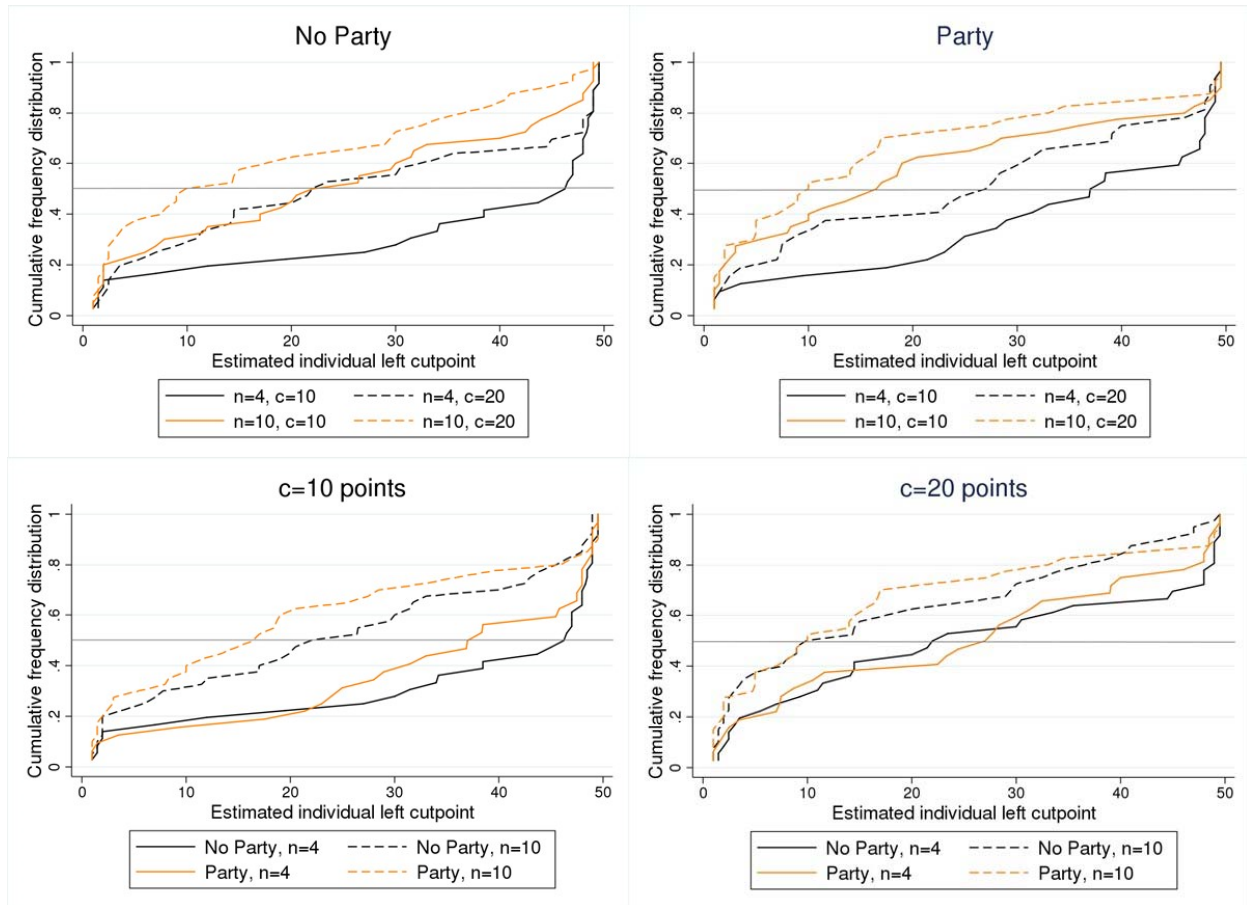 No Party
Cumulative frequency distribution
1
.8
.6
.4
.2
0
0 10 20 30 40 50
Estimated individual left cutpoint
n=4, c=10 n=4, c=20
n=10, c=10 n=10, c=20
Party
Cumulative frequency distribution
1
.8
.6
.4
.2
0
0 10 20 30 40 50
Estimated individual left cutpoint
n=4, c=10 n=4, c=20
n=10, c=10 n=10, c=20
c=10 points
Cumulative frequency distribution
1
.8
.6
.4
.2
0
0 10 20 30 40 50
Estimated individual left cutpoint
No Party, n=4 No Party, n=10
Party, n=4 Party, n=10
c=20 points
Cumulative frequency distribution
1
.8
.6
.4
.2
0
0 10 20 30 40 50
Estimated individual left cutpoint
No Party, n=4 No Party, n=10
Party, n=4 Party, n=10